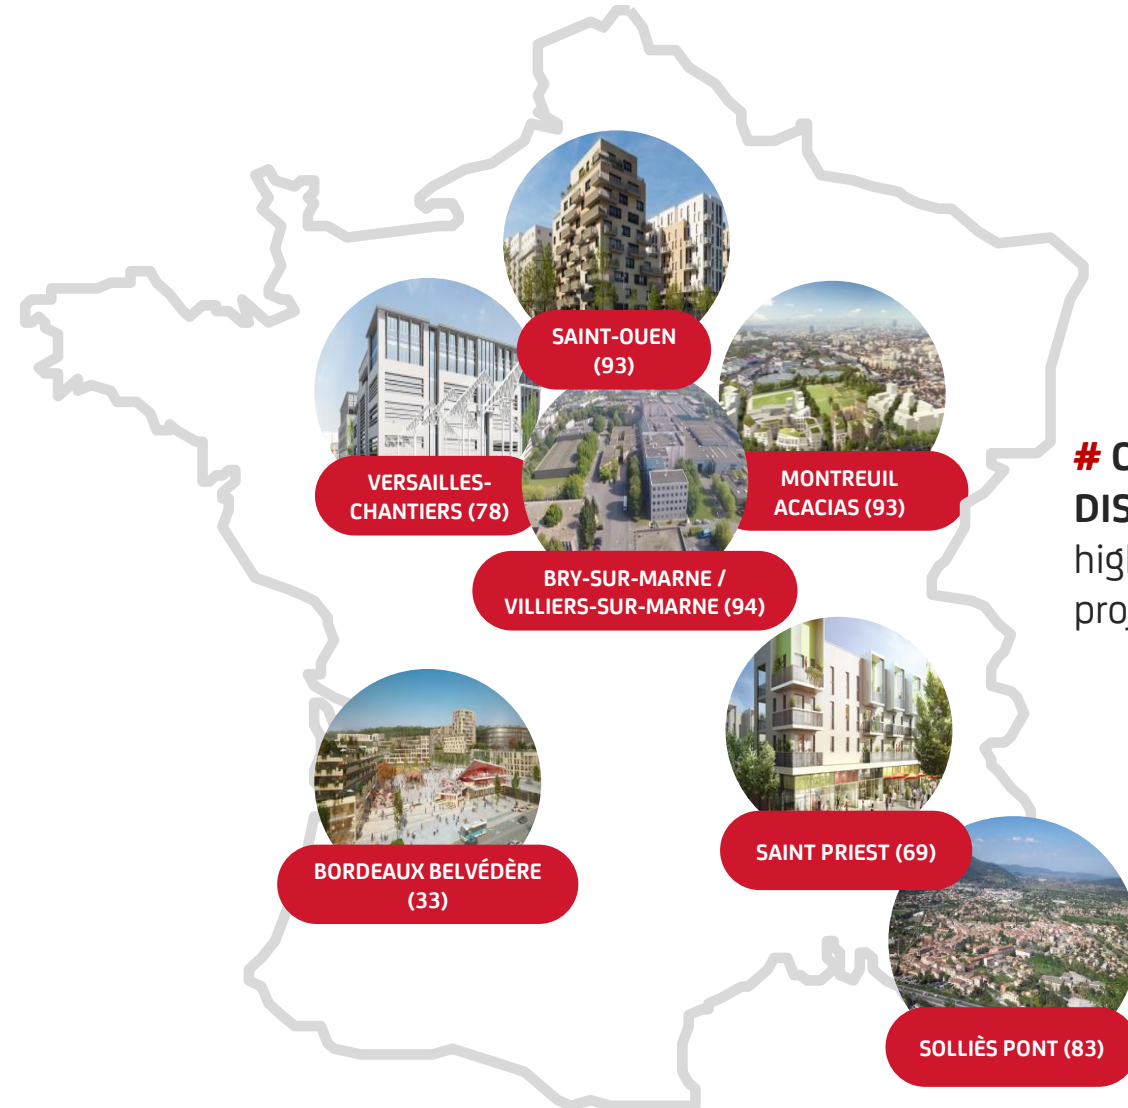 SAINT-OUEN
(93)
VERSAILLES-
CHANTIERS (78)
MONTREUIL
ACACIAS (93)
BRY-SUR-MARNE /
VILLIERS-SUR-MARNE (94)
SAINT PRIEST (69)
BORDEAUX BELVÉDÈRE
(33)
SOLLIÈS PONT (83)
#